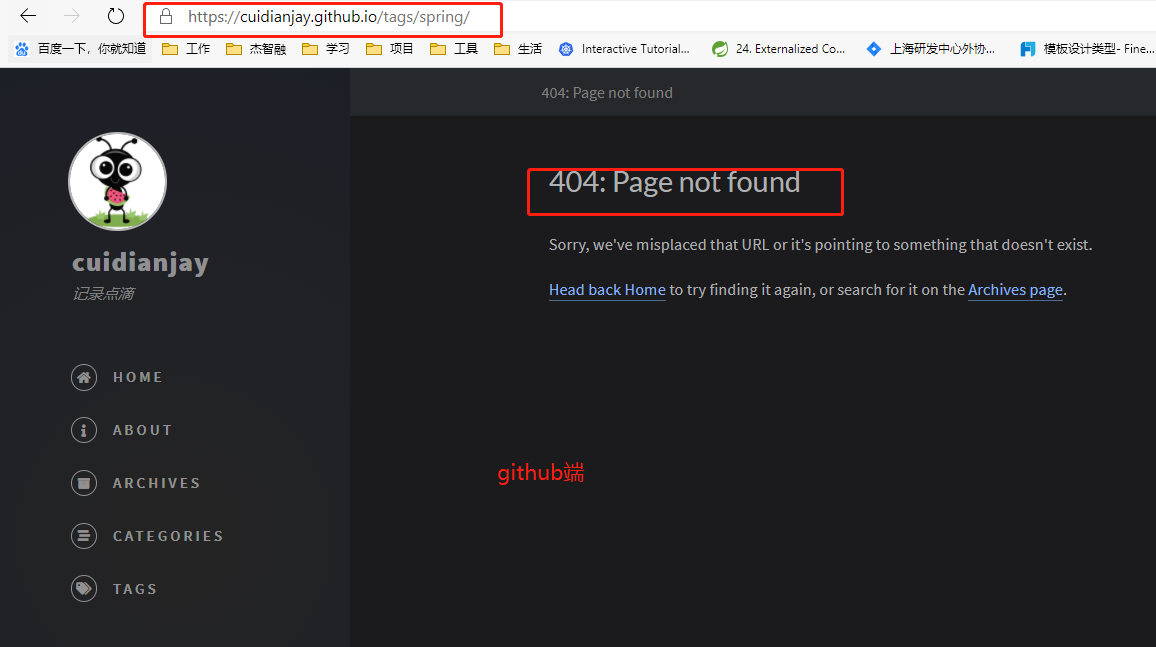 https://cuidianjay.github.io/tags/spring/
百度一下，你就知道 工作 杰智融 学习 项目 工具 生活 Interactive Tutorial... 24. Externalized Co... 上海研发中心外协... 模板设计类型- Fine...
404: Page not found
404: Page not found
Sorry, we've misplaced that URL or it's pointing to something that doesn't exist.
Head back Home to try finding it again, or search for it on the Archives page.
cuidianjay
记录点滴
HOME
ABOUT
ARCHIVES
CATEGORIES
TAGS
github端